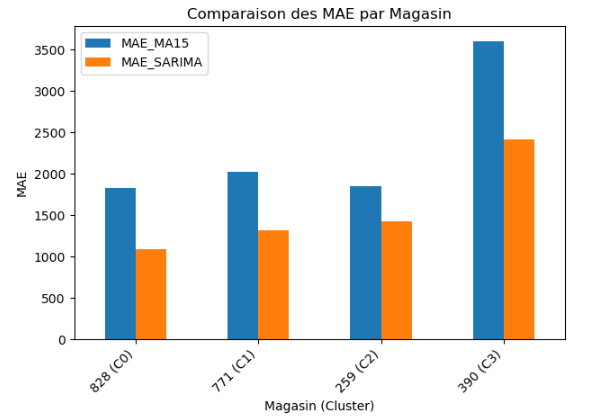 Comparaison des MAE par Magasin
MAE_MA15
MAE_SARIMA
3500
3000
2500
2000
1500
1000
500
0
MAE
828 (C0)
771 (C1)
259 (C2)
390 (C3)
Magasin (Cluster)